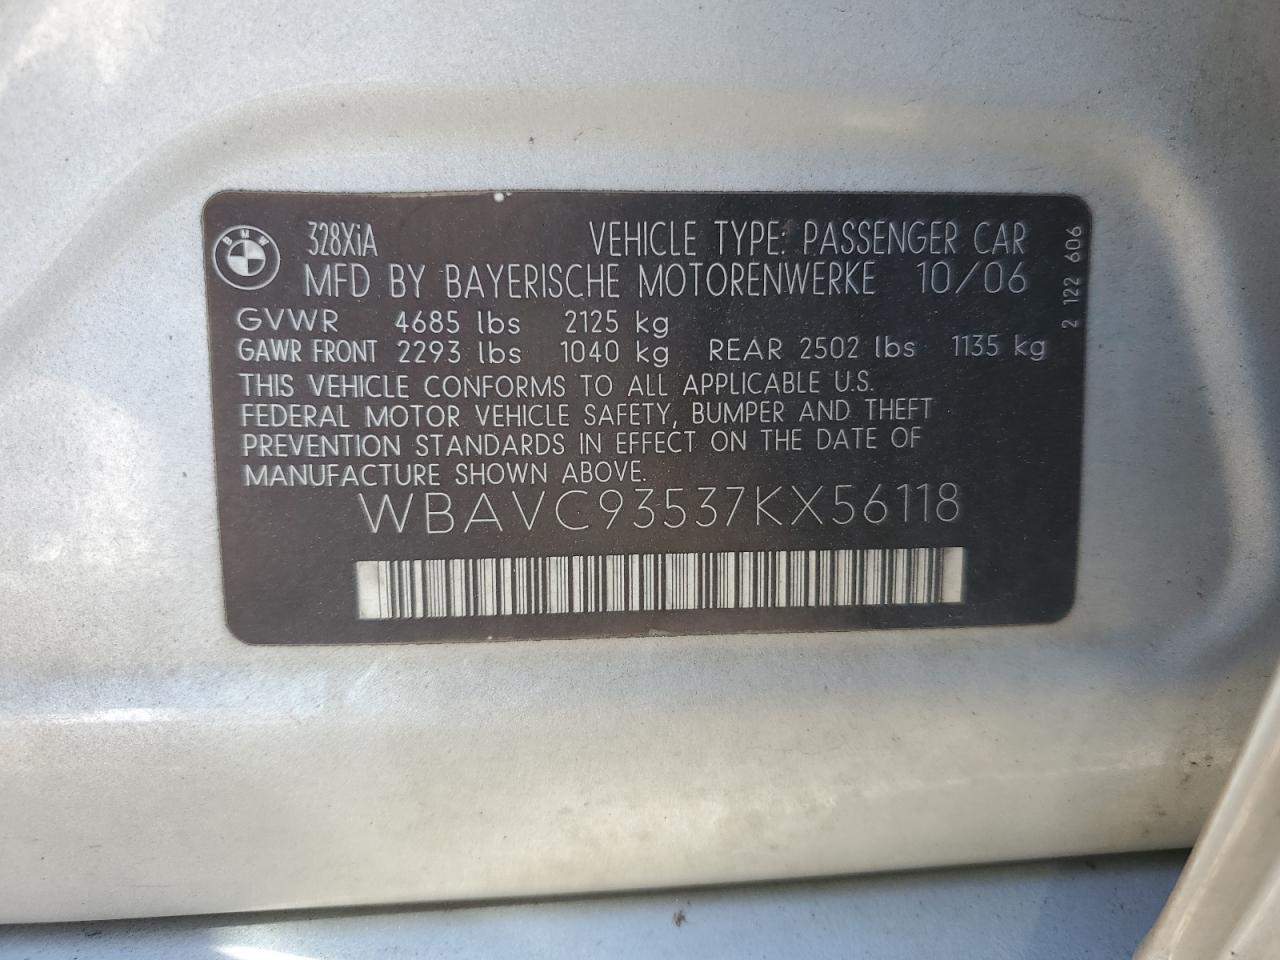 BMW
328XiA VEHICLE TYPE: PASSENGER CAR
MFD BY BAYERISCHE MOTORENWERKE 10/06
GVWR 4685 lbs 2125 kg
GAWR FRONT 2293 lbs 1040 kg REAR 2502 lbs 1135 kg
THIS VEHICLE CONFORMS TO ALL APPLICABLE U.S.
FEDERAL MOTOR VEHICLE SAFETY, BUMPER AND THEFT
PREVENTION STANDARDS IN EFFECT ON THE DATE OF
MANUFACTURE SHOWN ABOVE.
WBAVC93537KX56118
2 122 606